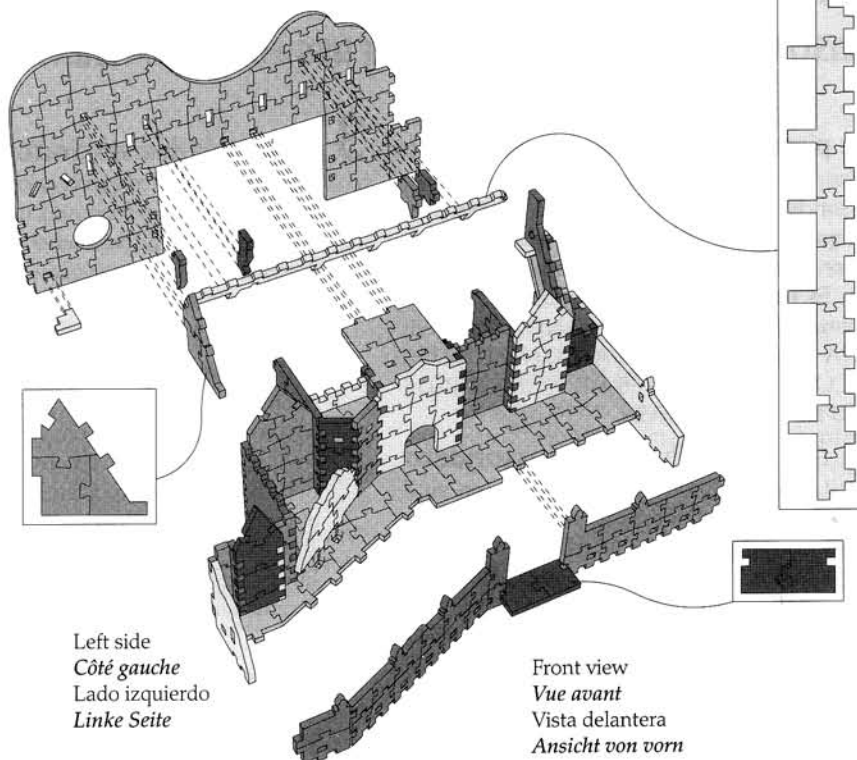 Left side
Côté gauche
Lado izquierdo
Linke Seite
Front view
Vue avant
Vista delantera
Ansicht von vorn